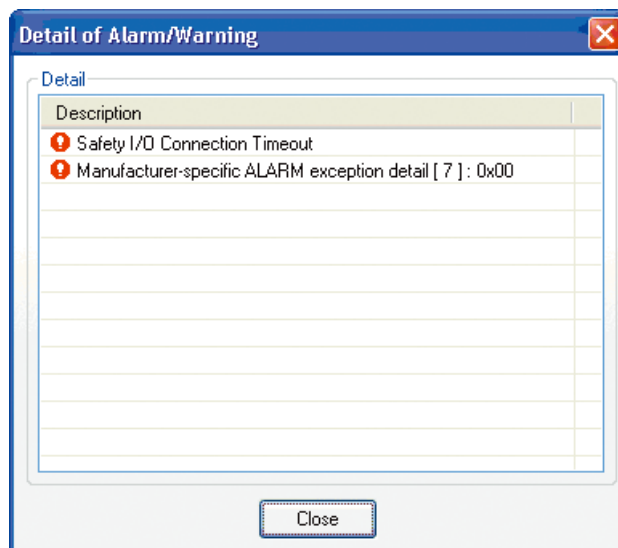 Detail of Alarm/Warning
Detail
Description
Safety I/O Connection Timeout
Manufacturer-specific ALARM exception detail [ 7 ] : 0x00
Close